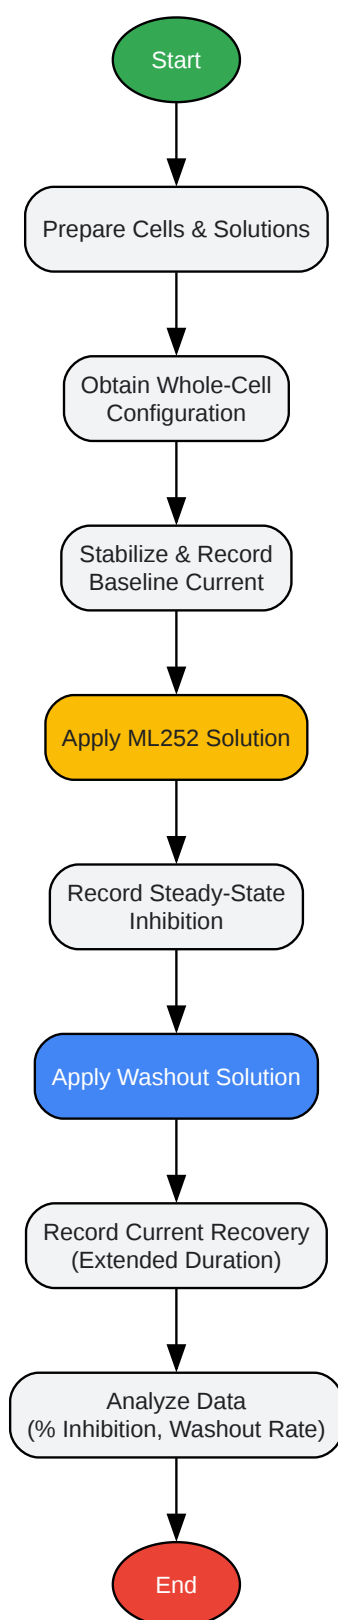 Start
Prepare Cells & Solutions
Obtain Whole-Cell
Configuration
Stabilize & Record
Baseline Current
Apply ML252 Solution
Record Steady-State
Inhibition
Apply Washout Solution
Record Current Recovery
(Extended Duration)
Analyze Data
(% Inhibition, Washout Rate)
End